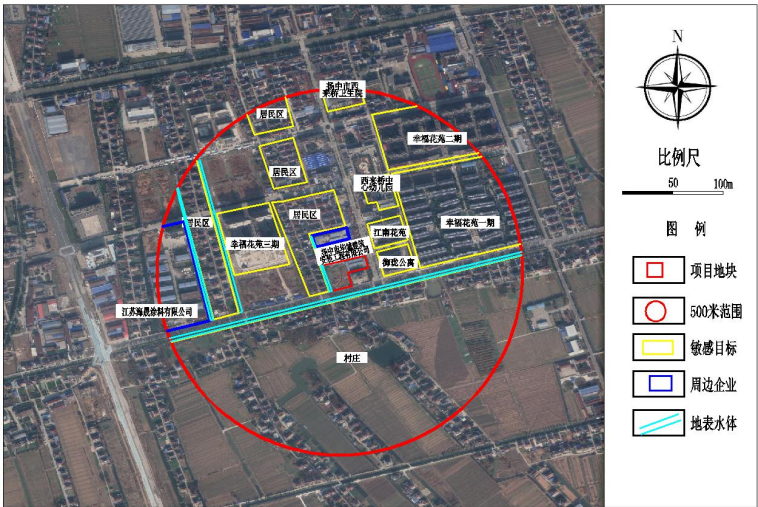 扬中市西
来桥卫生院
居民区
幸福花苑二期
居民区
西来桥中
心幼儿园
居民区
居民区
幸福花苑三期
江南花苑
幸福花苑一期
御珑公寓
江苏海晟涂料有限公司
村庄
N
比例尺
50
100m
图 例
项目地块
500米范围
敏感目标
周边企业
地表水体